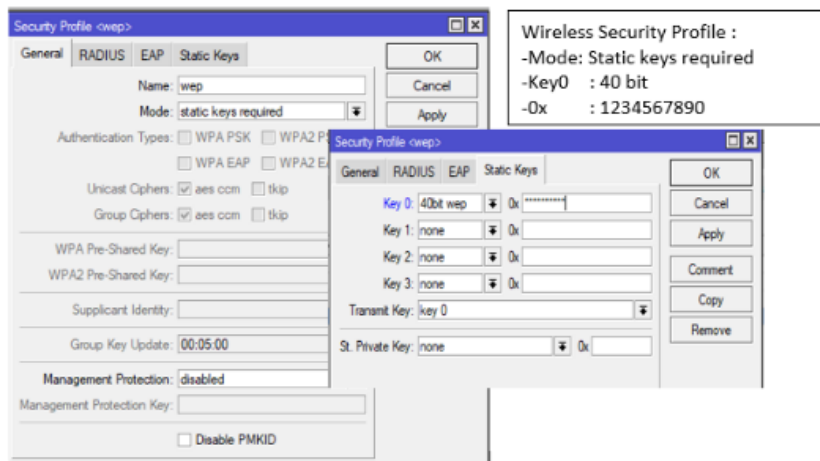 Security Profile <wep>
General RADIUS EAP Static Keys
OK
Name: wep
Cancel
Mode: static keys required
Apply
Authentication Types: WPA PSK WPA2 P
WPA EAP WPA2 E
Unicast Ciphers: aes ccm tkip
Group Ciphers: aes ccm tkip
WPA Pre-Shared Key:
WPA2 Pre-Shared Key:
Supplicant Identity:
Group Key Update: 00:05:00
Management Protection: disabled
Management Protection Key:
Disable PMKID
Wireless Security Profile :
-Mode: Static keys required
-Key0 : 40 bit
-0x : 1234567890
Security Profile <wep>
General RADIUS EAP Static Keys
OK
Key 0: 40bit wep 0x **********
Cancel
Key 1: none 0x
Apply
Key 2: none 0x
Key 3: none 0x
Comment
Transmit Key: key 0
Copy
Remove
St. Private Key: none 0x